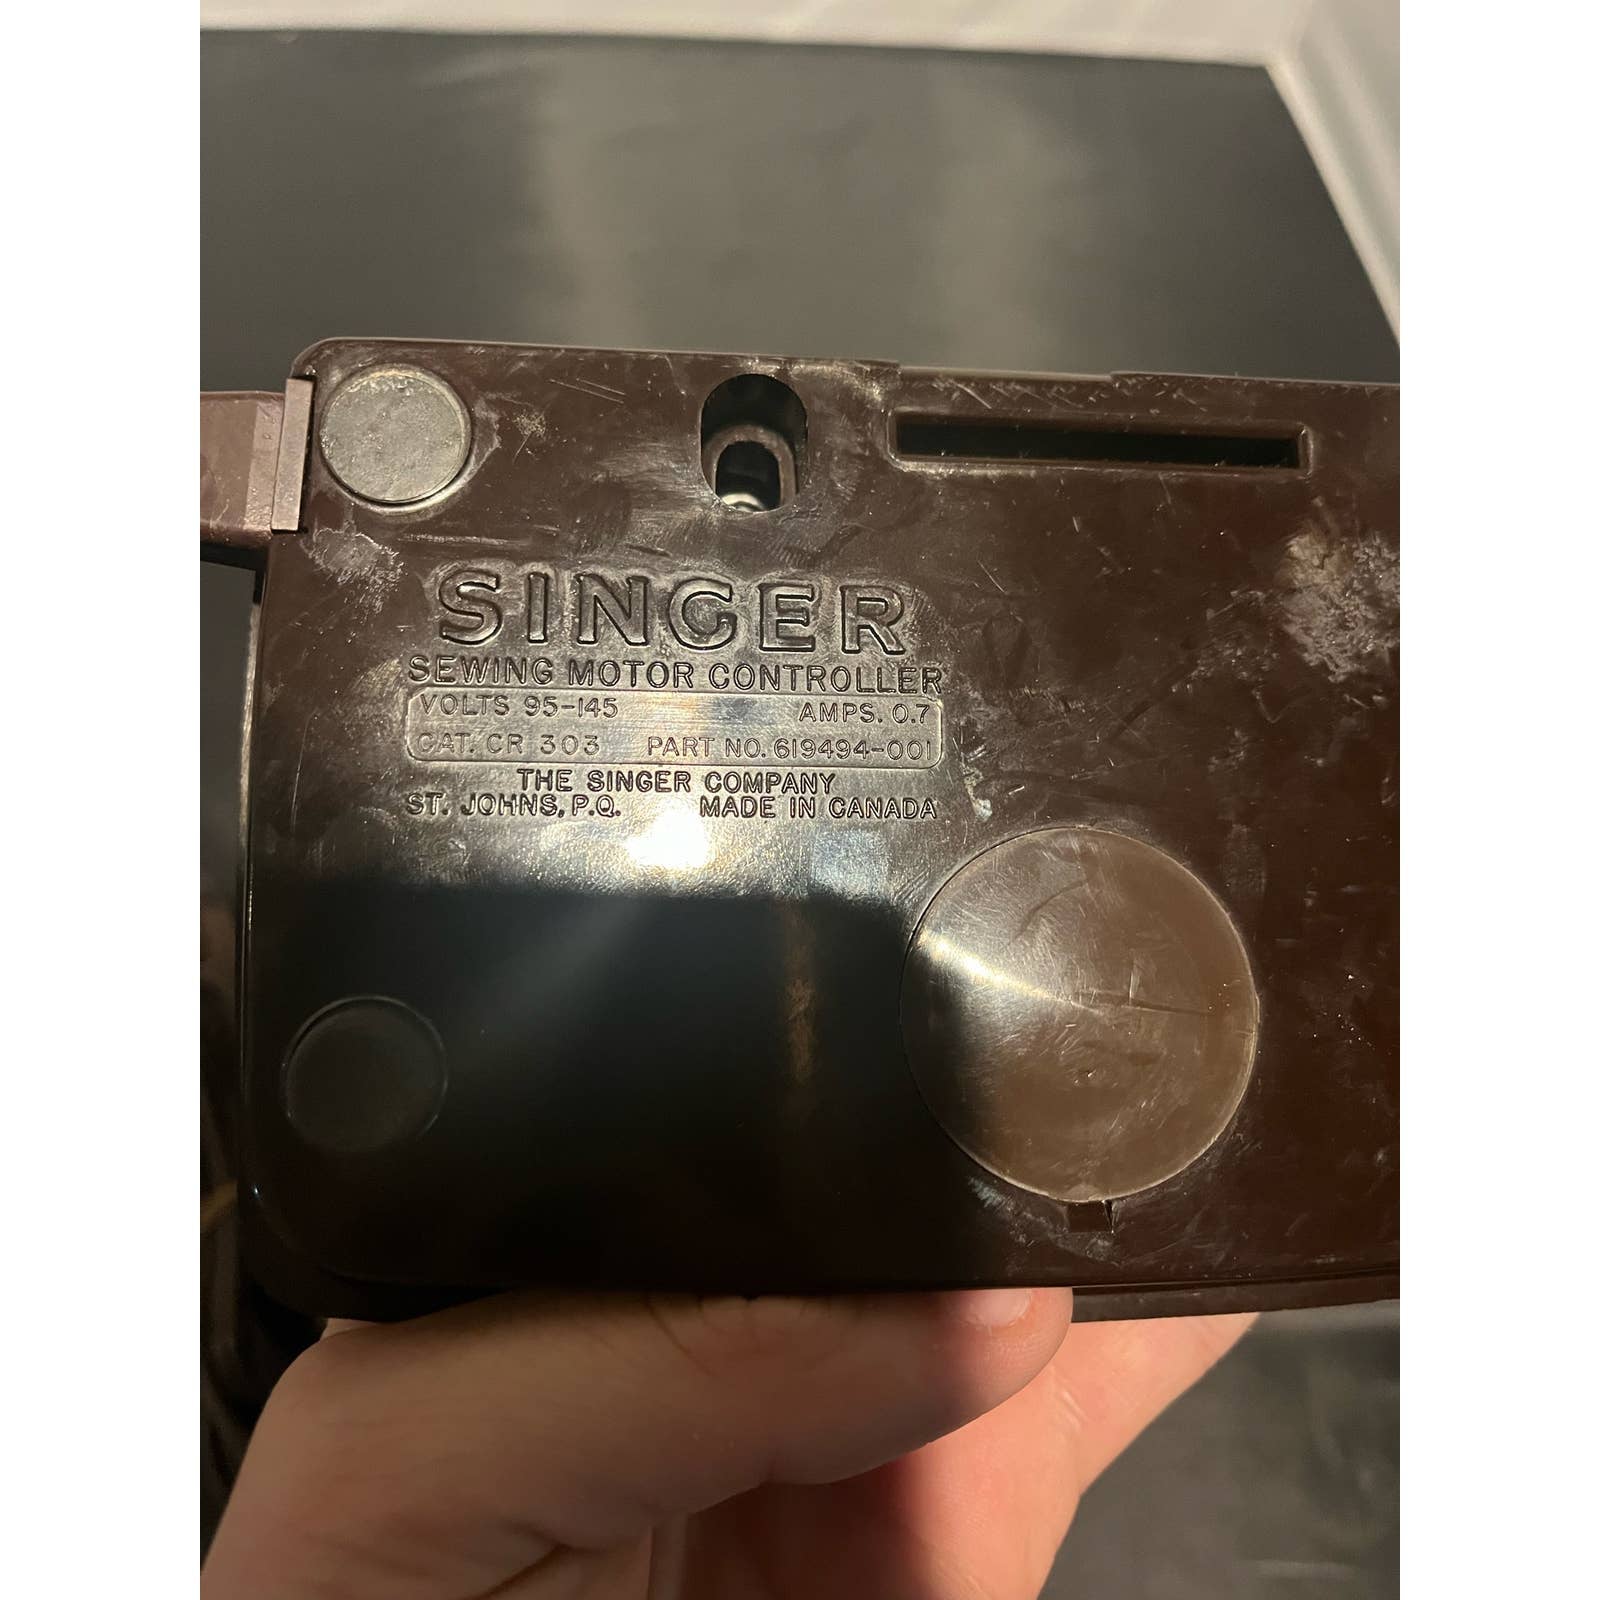 SINGER
SEWING MOTOR CONTROLLER
VOLTS 95-145 AMPS. 0.7
CAT. CR 303 PART NO. 619494-001
THE SINGER COMPANY
ST. JOHNS, P.Q. MADE IN CANADA